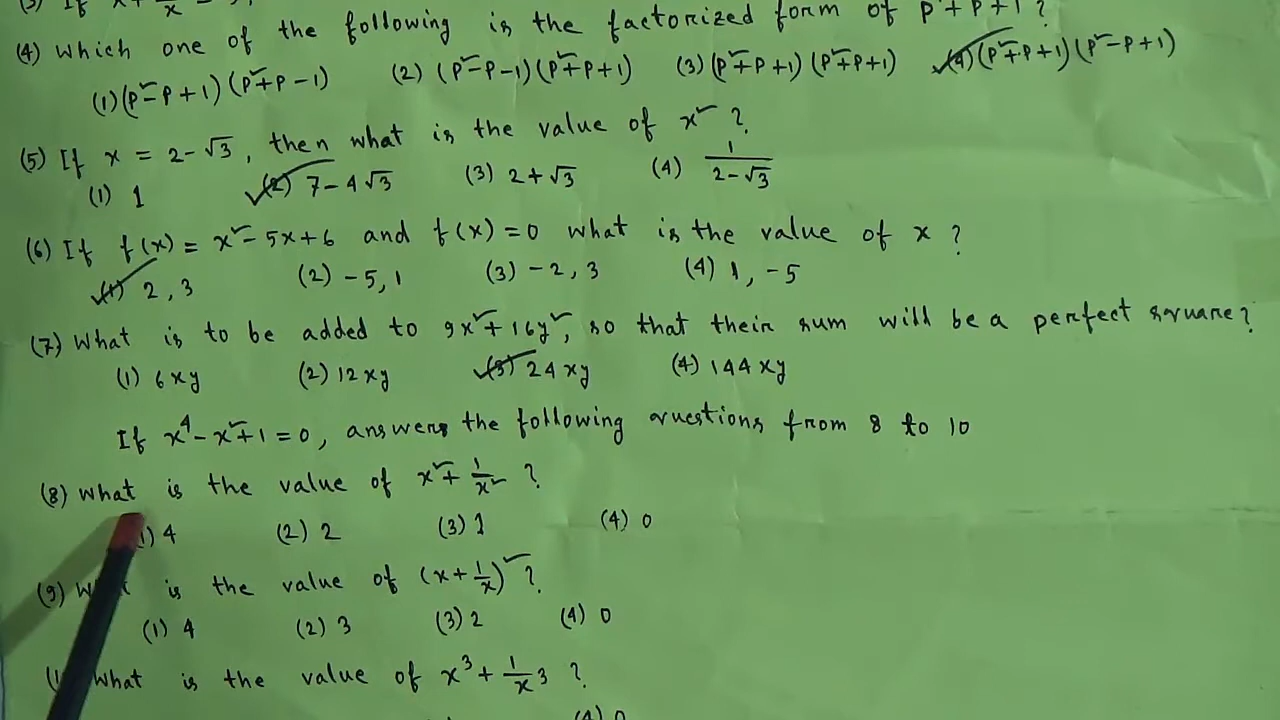 (3) If x + 1/x
(4) Which one of the following is the factorized form of p⁴+p²+1?
(1) (p²-p+1) (p²+p-1) (2) (p²-p-1) (p²+p+1) (3) (p²+p+1) (p²+p+1) (4) (p²+p+1) (p²-p+1)
(5) If x = 2-√3, then what is the value of x² ?
(1) 1 (2) 7-4√3 (3) 2+√3 (4) 1/(2-√3)
(6) If f(x) = x²-5x+6 and f(x)=0 what is the value of x ?
(1) 2, 3 (2) -5, 1 (3) -2, 3 (4) 1, -5
(7) What is to be added to 9x²+16y², so that their sum will be a perfect square?
(1) 6xy (2) 12xy (3) 24xy (4) 144xy
If x⁴-x²+1=0, answer the following questions from 8 to 10
(8) What is the value of x²+1/x² ?
(1) 4 (2) 2 (3) 1 (4) 0
(9) is the value of (x+1/x)² ?
(1) 4 (2) 3 (3) 2 (4) 0
What is the value of x³+1/x³ ?
(4) 0